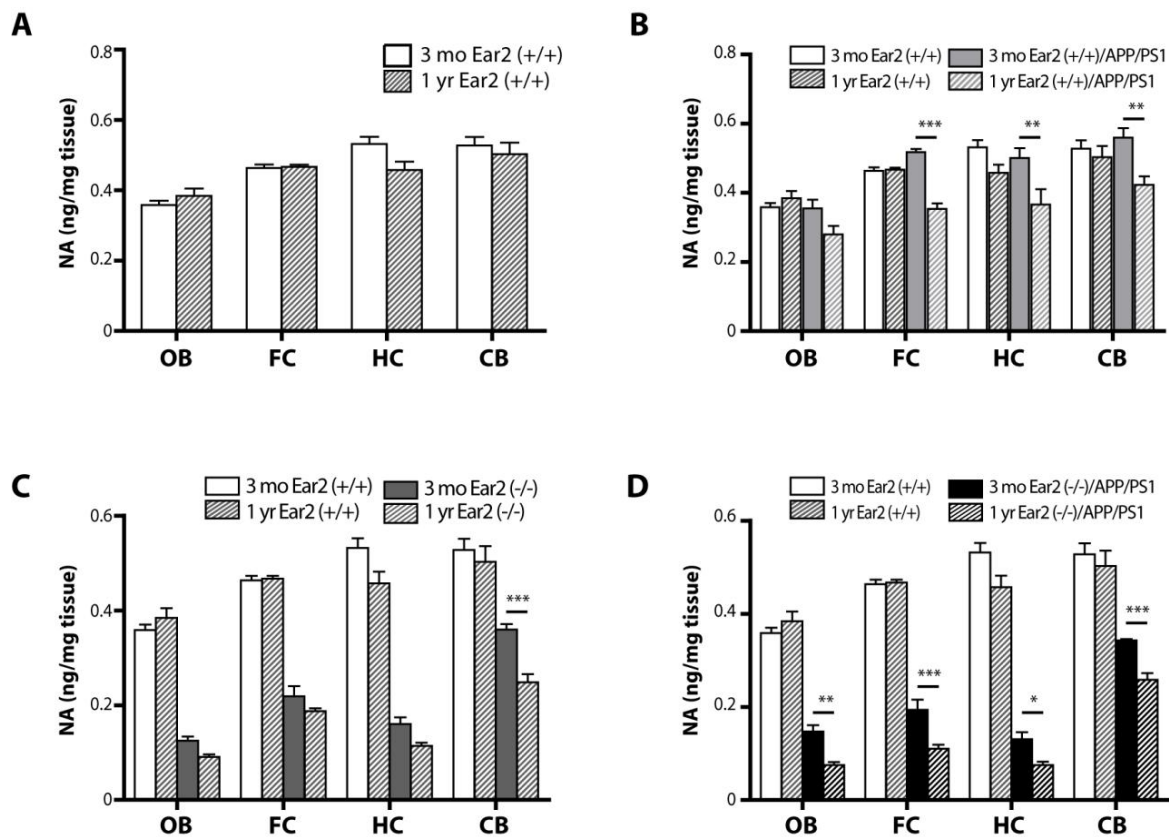 A
3 mo Ear2 (+/+)
1 yr Ear2 (+/+)
NA (ng/mg tissue)
0.8
0.6
0.4
0.2
0
OB FC HC CB
B
3 mo Ear2 (+/+) 3 mo Ear2 (+/+)/APP/PS1
1 yr Ear2 (+/+) 1 yr Ear2 (+/+)/APP/PS1
NA (ng/mg tissue)
0.8
0.6
0.4
0.2
0
*** ** **
OB FC HC CB
C
3 mo Ear2 (+/+) 3 mo Ear2 (-/-)
1 yr Ear2 (+/+) 1 yr Ear2 (-/-)
NA (ng/mg tissue)
0.6
0.4
0.2
0
***
OB FC HC CB
D
3 mo Ear2 (+/+) 3 mo Ear2 (-/-)/APP/PS1
1 yr Ear2 (+/+) 1 yr Ear2 (-/-)/APP/PS1
NA (ng/mg tissue)
0.6
0.4
0.2
0
** *** * ***
OB FC HC CB